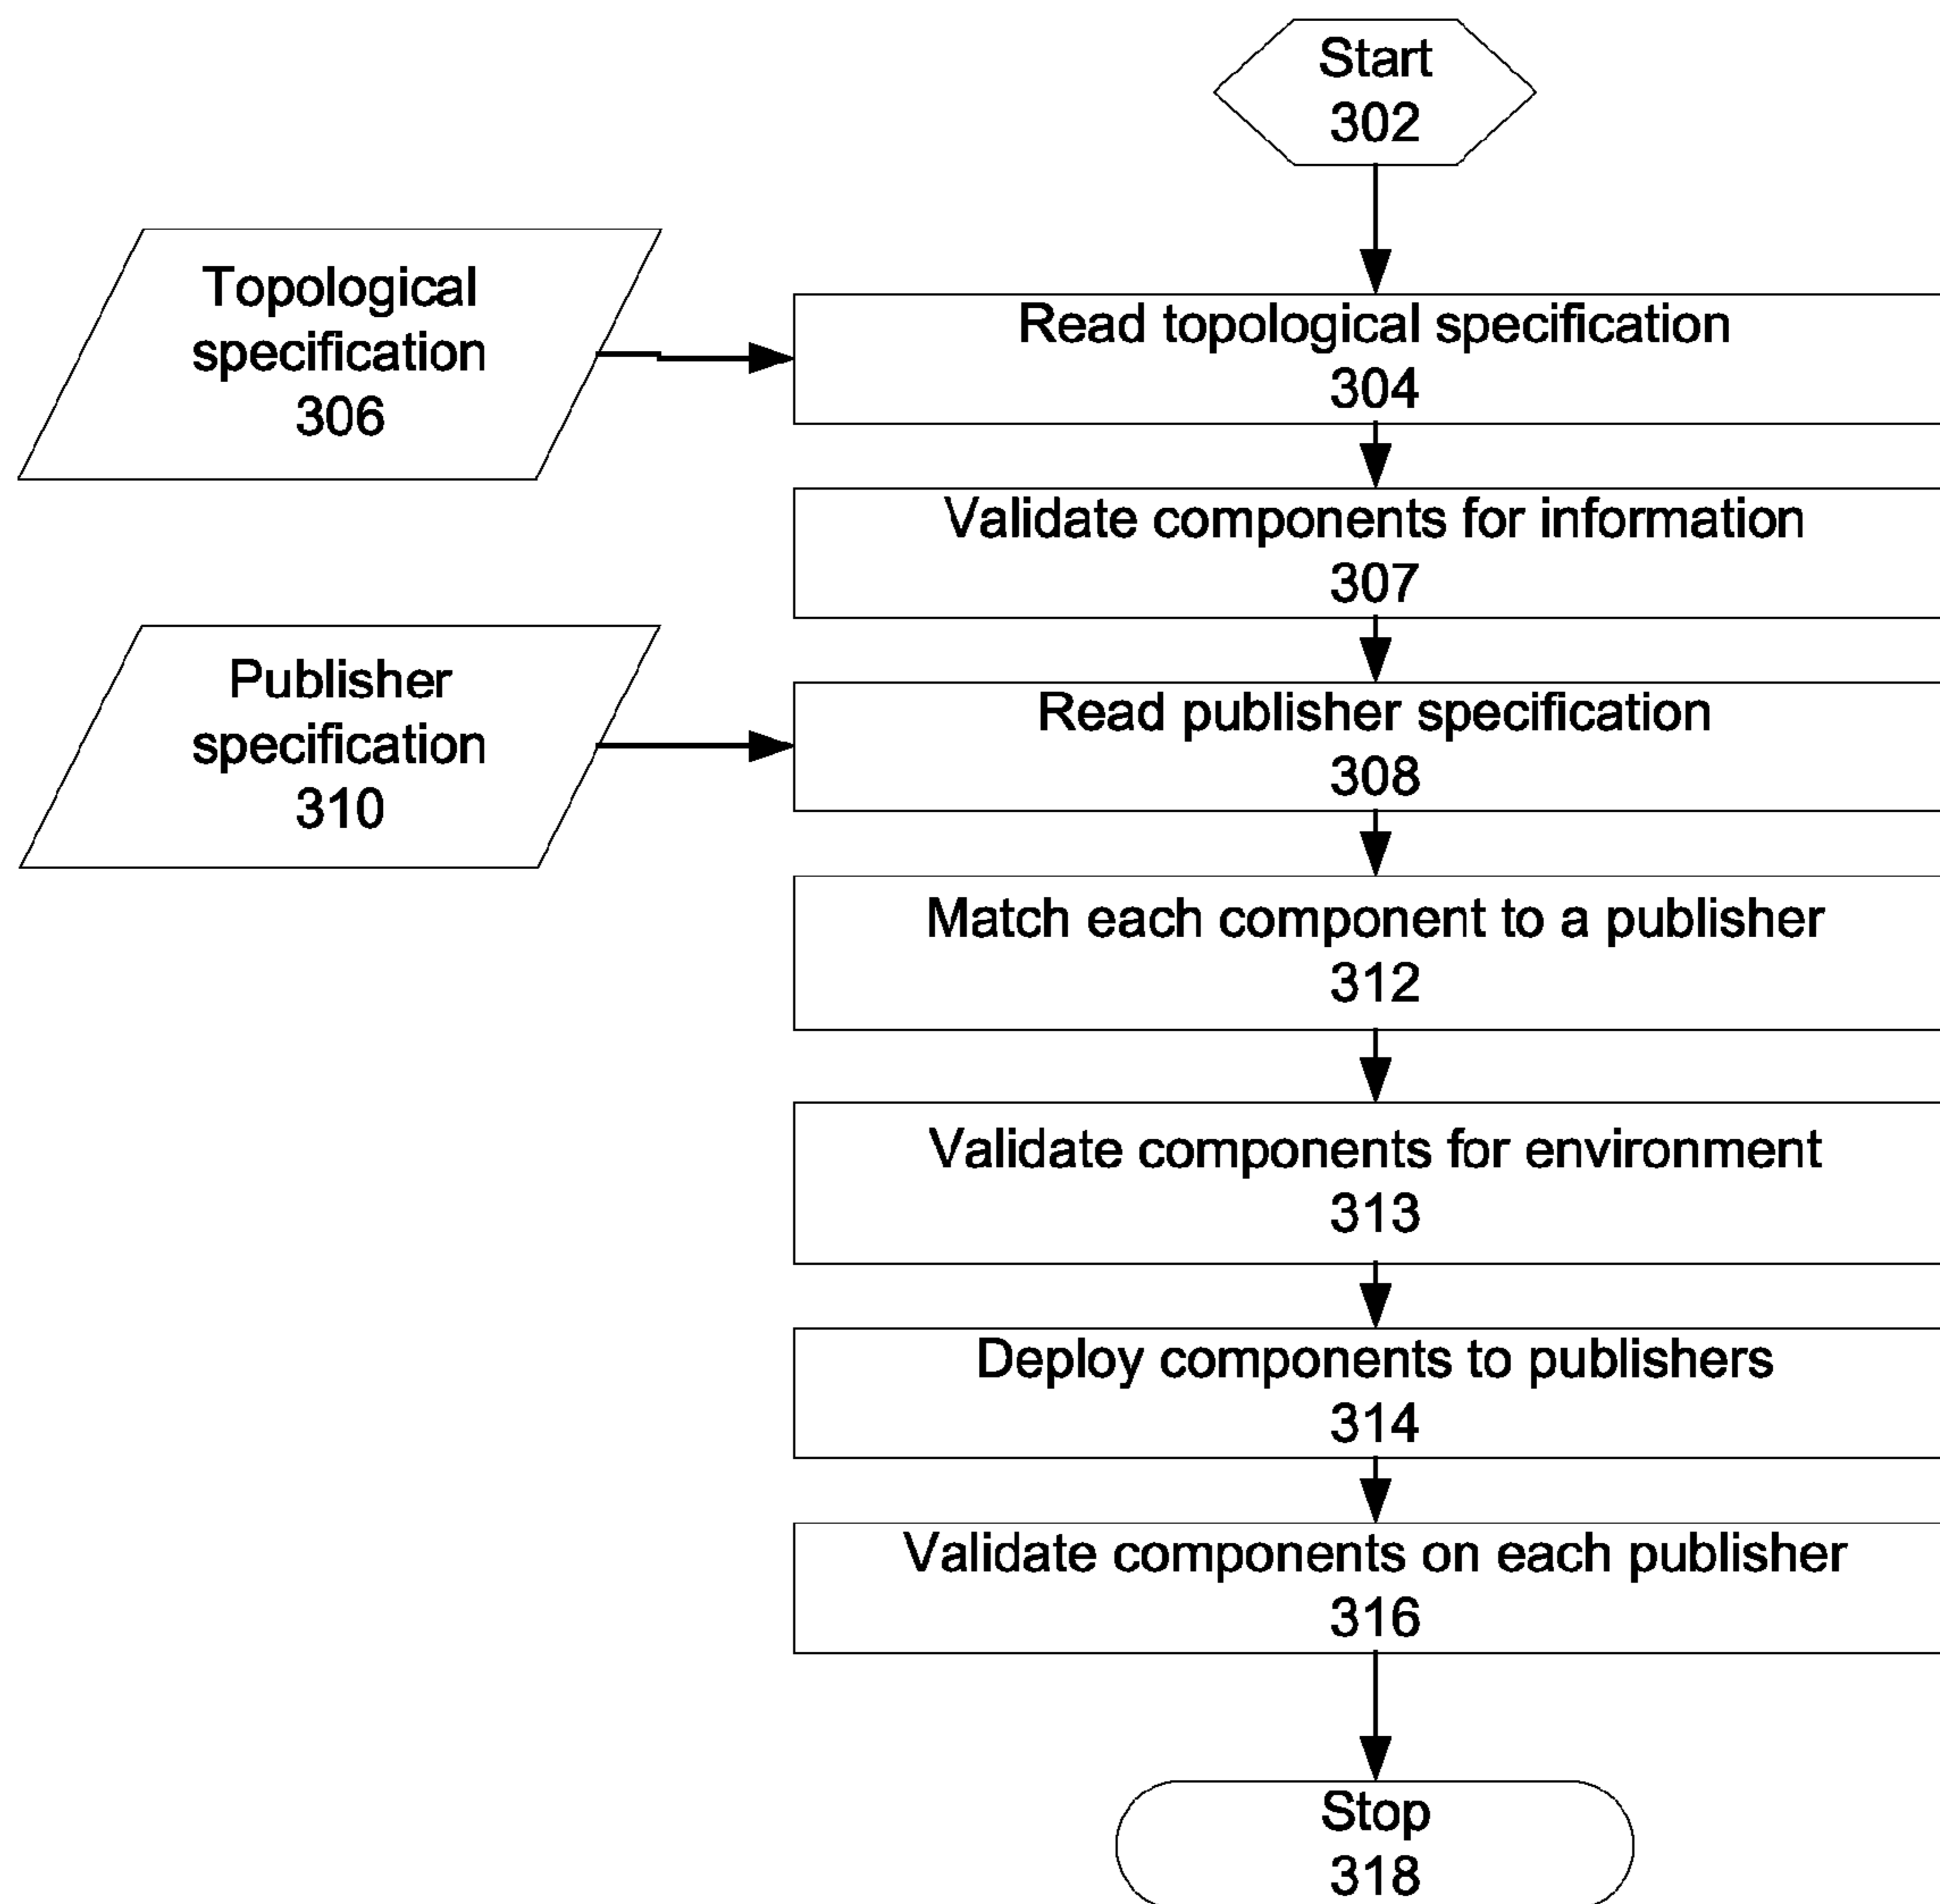 Start
302
Topological
specification
306
Read topological specification
304
Validate components for information
307
Publisher
specification
310
Read publisher specification
308
Match each component to a publisher
312
Validate components for environment
313
Deploy components to publishers
314
Validate components on each publisher
316
Stop
318